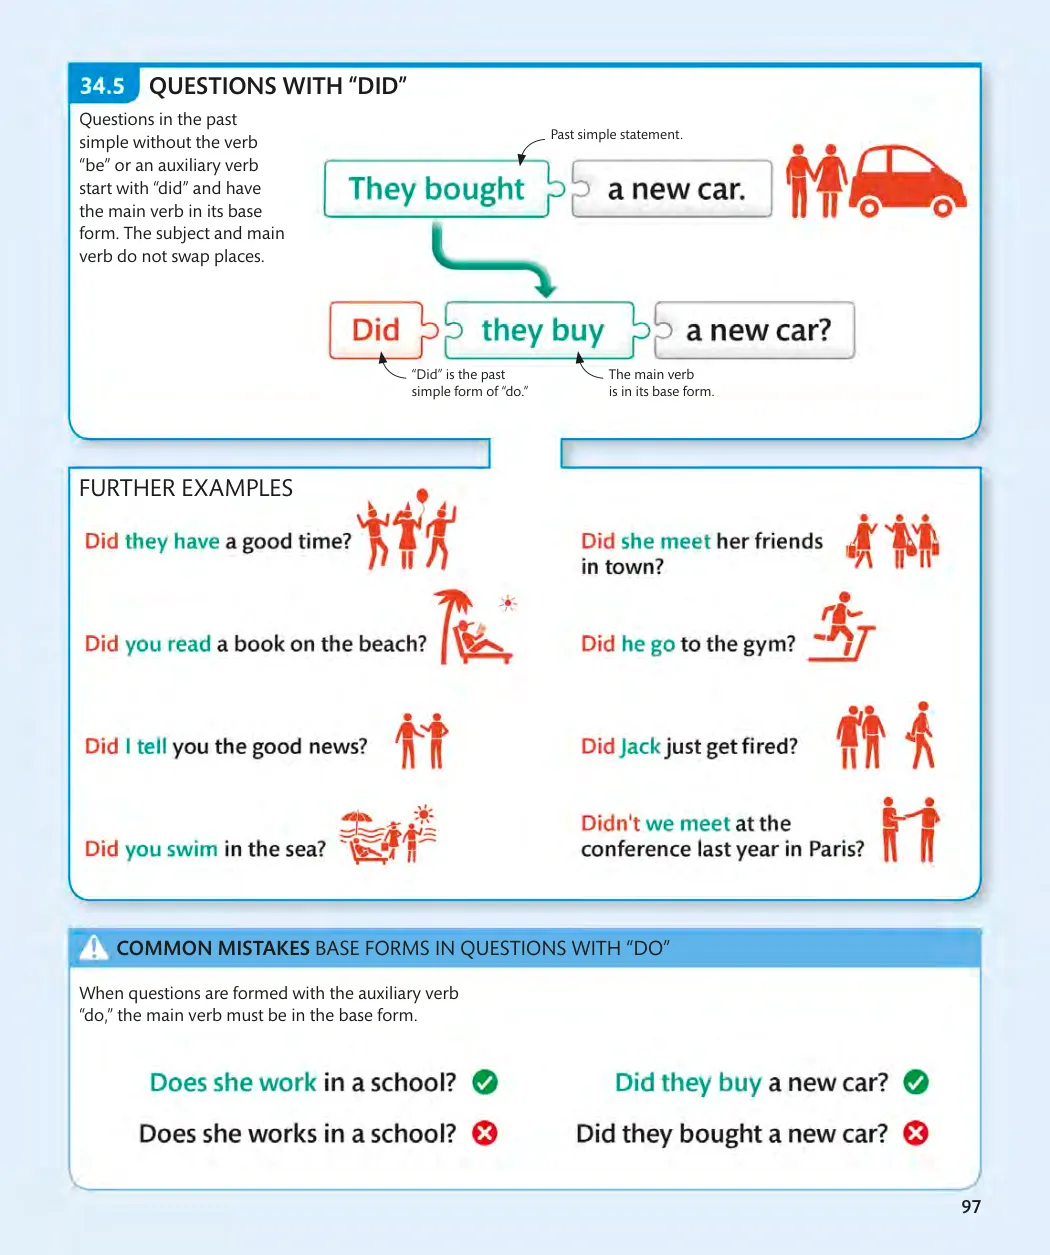 34.5 QUESTIONS WITH “DID”
Questions in the past
simple without the verb
“be” or an auxiliary verb
start with “did” and have
the main verb in its base
form. The subject and main
verb do not swap places.
Past simple statement.
They bought a new car.
Did they buy a new car?
“Did” is the past
simple form of “do.”
The main verb
is in its base form.
FURTHER EXAMPLES
Did they have a good time?
Did you read a book on the beach?
Did I tell you the good news?
Did you swim in the sea?
Did she meet her friends
in town?
Did he go to the gym?
Did Jack just get fired?
Didn't we meet at the
conference last year in Paris?
COMMON MISTAKES BASE FORMS IN QUESTIONS WITH “DO”
When questions are formed with the auxiliary verb
“do,” the main verb must be in the base form.
Does she work in a school?
Does she works in a school?
Did they buy a new car?
Did they bought a new car?
97